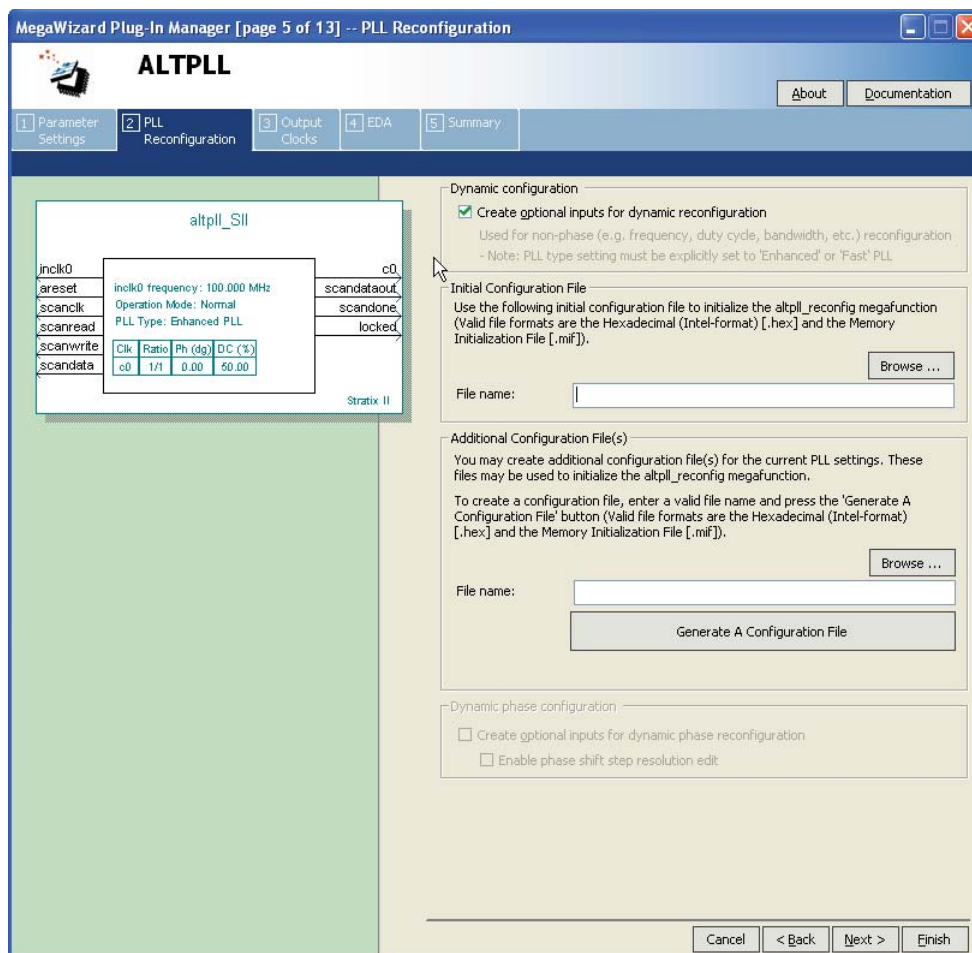 MegaWizard Plug-In Manager [page 5 of 13] -- PLL Reconfiguration
ALTPLL
About
Documentation
1 Parameter Settings
2 PLL Reconfiguration
3 Output Clocks
4 EDA
5 Summary
altpll_SII
inclk0
areset
scanclk
scanread
scanwrite
scandata
inclk0 frequency: 100.000 MHz
Operation Mode: Normal
PLL Type: Enhanced PLL
Clk Ratio Ph (dg) DC (%)
c0 1/1 0.00 50.00
c0
scandataout
scandone
locked
Stratix II
Dynamic configuration
Create optional inputs for dynamic reconfiguration
Used for non-phase (e.g. frequency, duty cycle, bandwidth, etc.) reconfiguration
- Note: PLL type setting must be explicitly set to 'Enhanced' or 'Fast' PLL
Initial Configuration File
Use the following initial configuration file to initialize the altpll_reconfig megafunction
(Valid file formats are the Hexadecimal (Intel-format) [.hex] and the Memory
Initialization File [.mif]).
Browse ...
File name:
Additional Configuration File(s)
You may create additional configuration file(s) for the current PLL settings. These
files may be used to initialize the altpll_reconfig megafunction.
To create a configuration file, enter a valid file name and press the 'Generate A
Configuration File' button (Valid file formats are the Hexadecimal (Intel-format)
[.hex] and the Memory Initialization File [.mif]).
Browse ...
File name:
Generate A Configuration File
Dynamic phase configuration
Create optional inputs for dynamic phase reconfiguration
Enable phase shift step resolution edit
Cancel
< Back
Next >
Finish